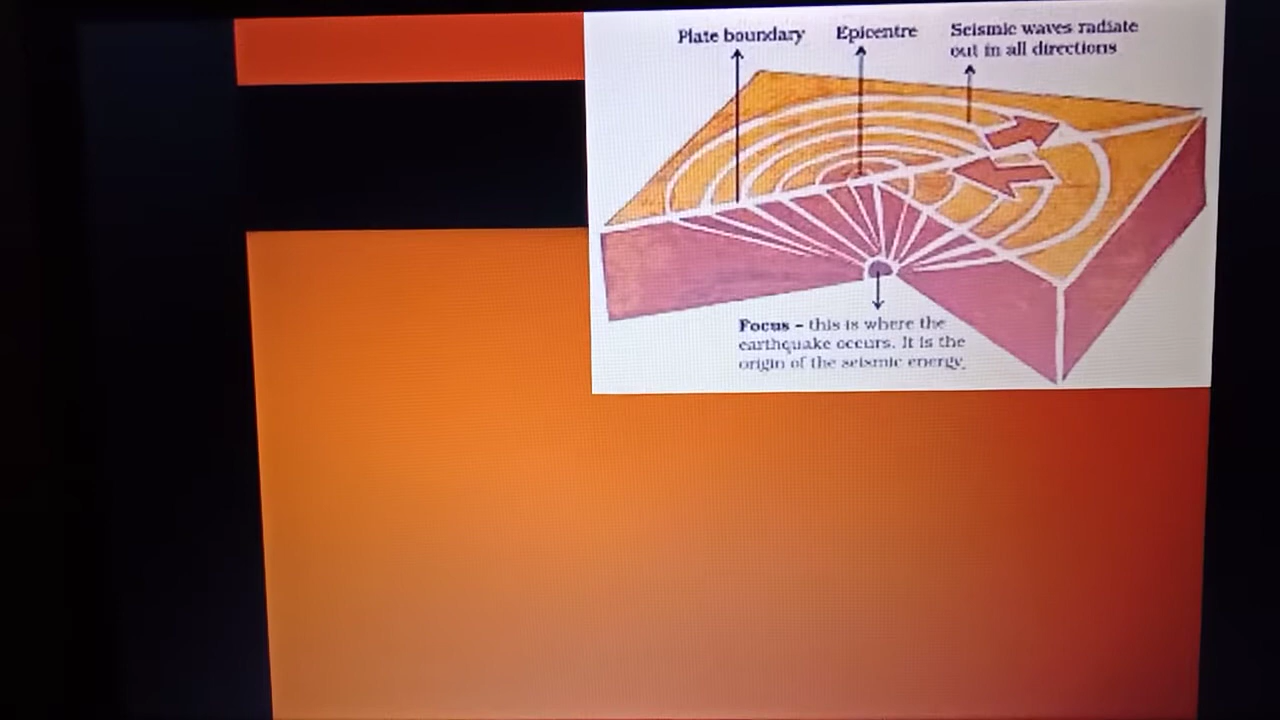 Plate boundary
Epicentre
Seismic waves radiate
out in all directions
Focus – this is where the
earthquake occurs. It is the
origin of the seismic energy.